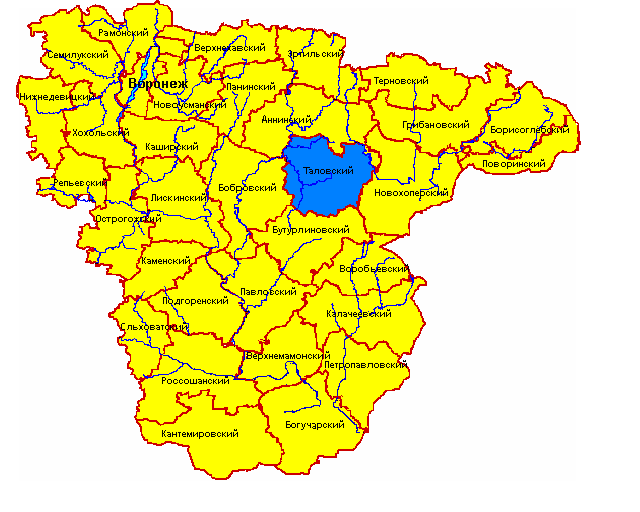 Рамонский
Верхнехавский
Эртильский
Семилукский
Терновский
Воронеж
Панинский
Нижнедевицкий
Новоусманский
Аннинский
Грибановский
Борисоглебский
Хохольский
Каширский
Поворинский
Таловский
Репьевский
Бобровский
Новохоперский
Лискинский
Острогожский
Бутурлиновский
Каменский
Воробьевский
Павловский
Подгоренский
Калачеевский
Ольховатский
Верхнемамонский
Петропавловский
Россошанский
Богучарский
Кантемировский